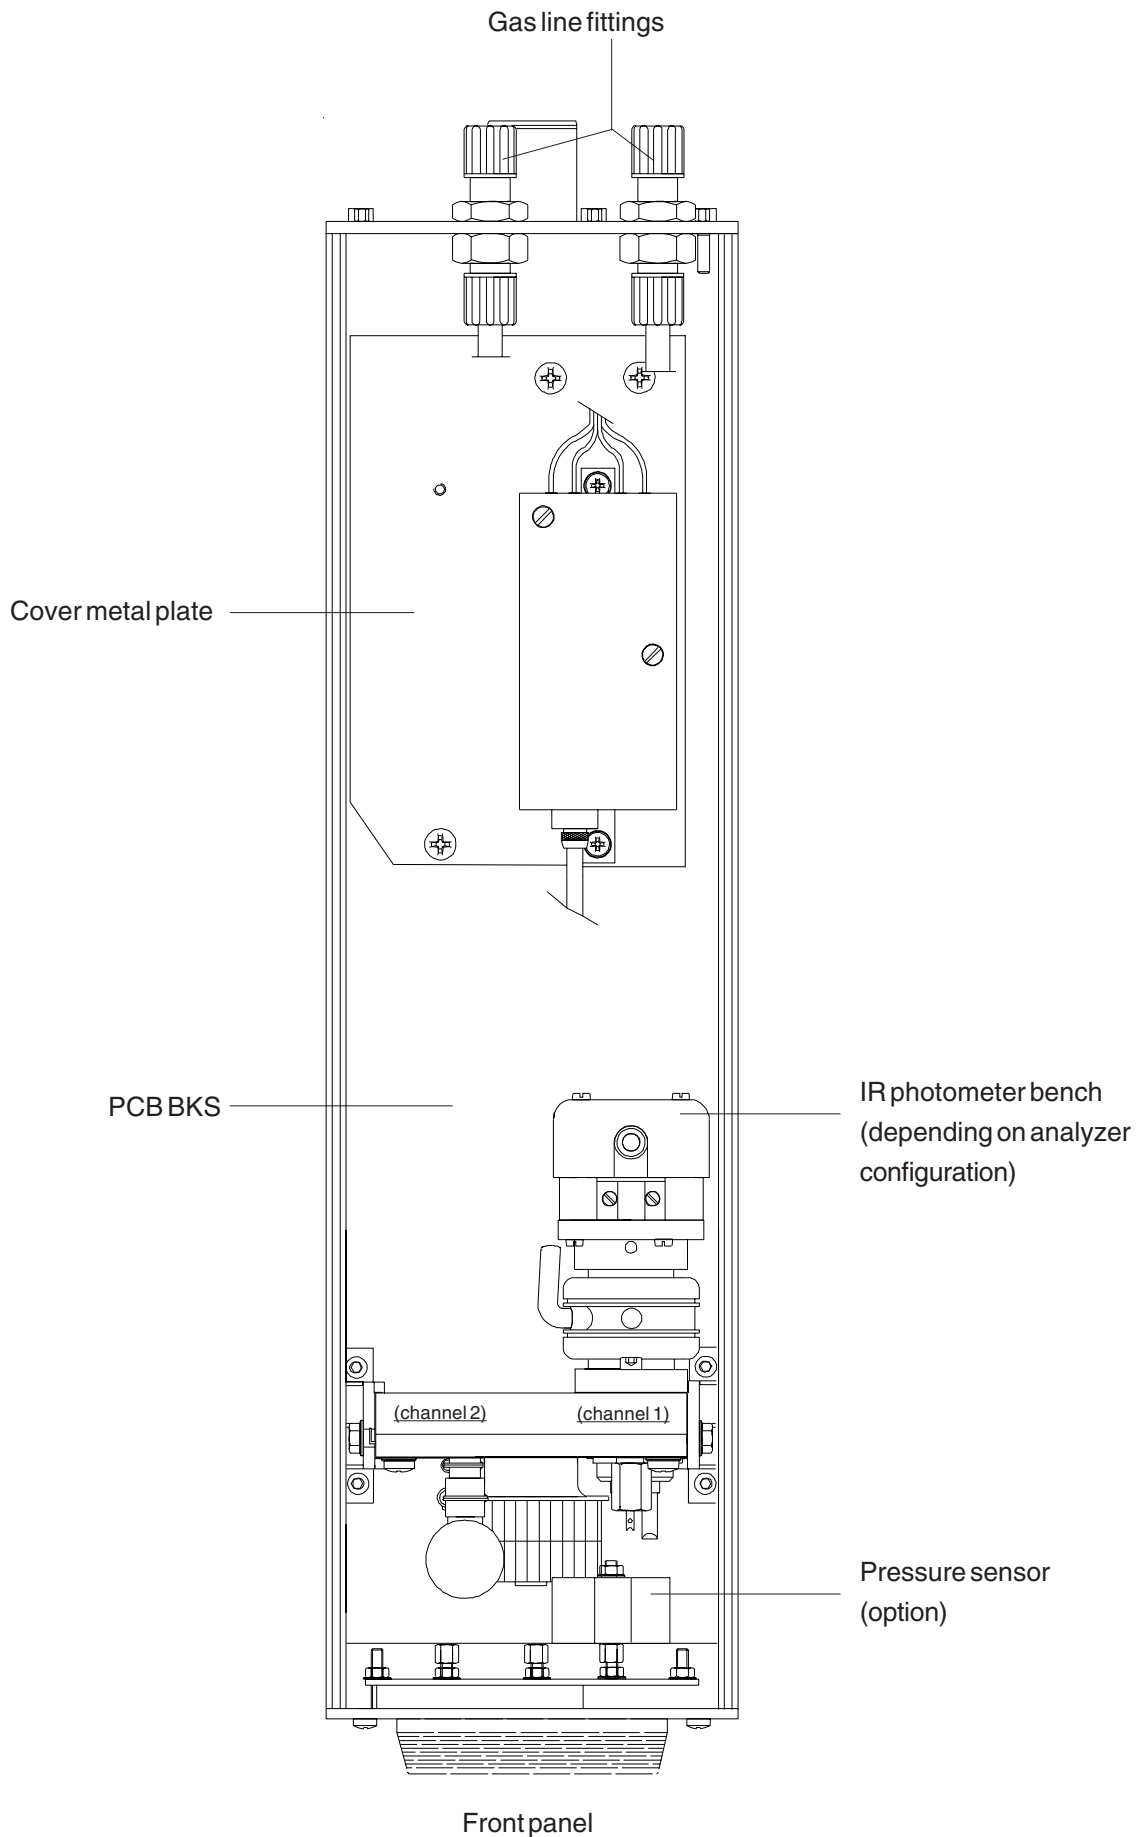 Gas line fittings
Cover metal plate
PCB BKS
IR photometer bench
(depending on analyzer
configuration)
(channel 2)
(channel 1)
Pressure sensor
(option)
Front panel